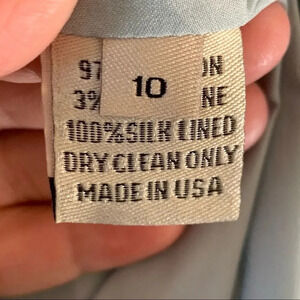 97 ON
10
3% NE
100% SILK LINED
DRY CLEAN ONLY
MADE IN USA